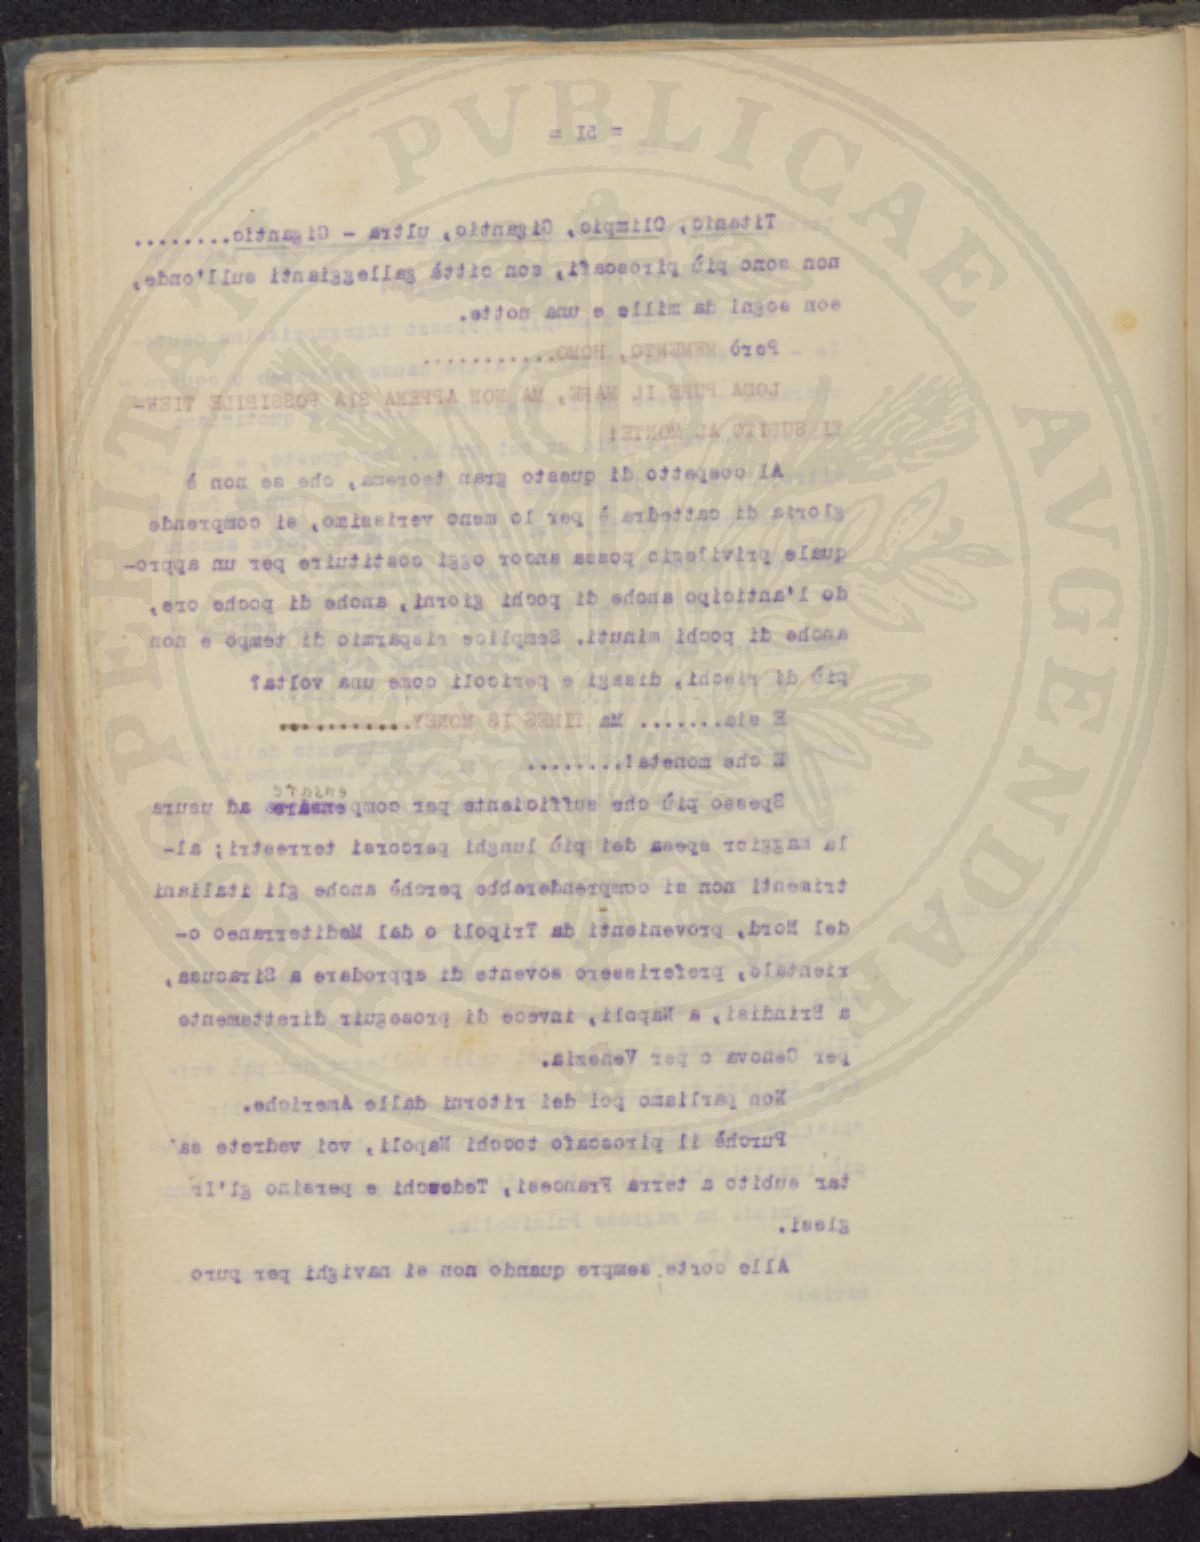 = 51 =
Titanic, Olimpic, Gigantic, ultra - Gigantic........
non sono più piroscafi, son città galleggianti sull'onde,
son sogni da mille e una notte.
Però MEMENTO, HOMO............
LODA PURE IL MARE, MA NON APPENA SIA POSSIBILE TIEN-
TI SUBITO AL MONTE!
Al cospetto di questo gran teorema, che se non è
gloria di cattedra è per lo meno verissimo, si comprende
quale privilegio possa ancor oggi costituire per un appro-
do l'anticipo anche di pochi giorni, anche di poche ore,
anche di pochi minuti. Semplice risparmio di tempo e non
più di rischi, disagi e pericoli come una volta?
E sia........ Ma TIMES IS MONEY...........
E che moneta!.........
ensare
Spesso più che sufficiente per compensare ad usura
la maggior spesa dei più lunghi percorsi terrestri; al-
trimenti non si comprenderebbe perchè anche gli italiani
del Nord, provenienti da Tripoli o dal Mediterraneo o-
rientale, preferissero sovente di approdare a Siracusa,
a Brindisi, a Napoli, invece di proseguir direttamente
per Genova o per Venezia.
Non parliamo poi dei ritorni dalle Americhe.
Purchè il piroscafo tocchi Napoli, voi vedrete sal
tar subito a terra Francesi, Tedeschi e persino gl'In
glesi.
Alle corte, sempre quando non si navighi per puro
PROSPERITATI PVBLICAE AVGENDAE